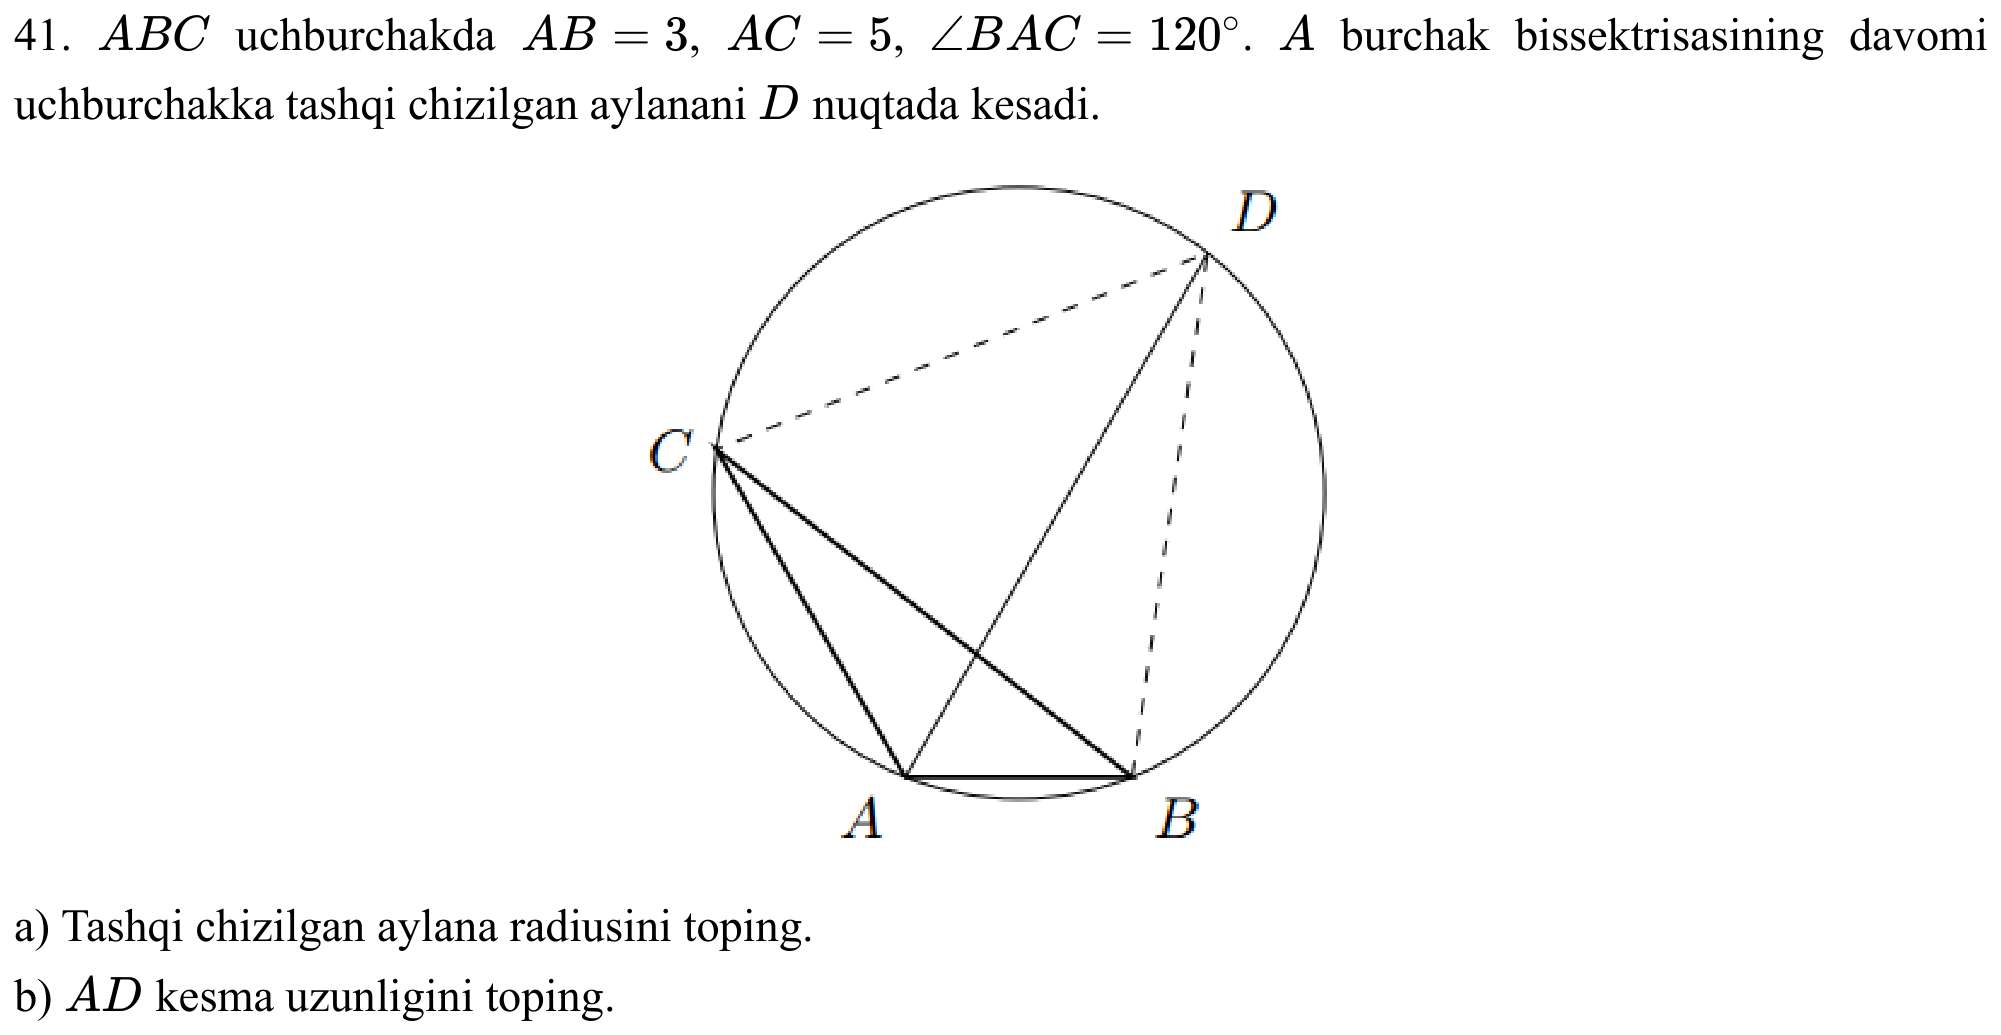 41. ABC uchburchakda AB = 3, AC = 5, ∠BAC = 120°. A burchak bissektrisasining davomi
uchburchakka tashqi chizilgan aylanani D nuqtada kesadi.
D
C
A
B
a) Tashqi chizilgan aylana radiusini toping.
b) AD kesma uzunligini toping.